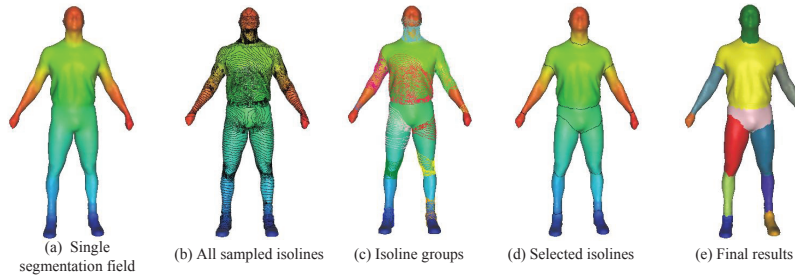 (a) Single
segmentation field
(b) All sampled isolines
(c) Isoline groups
(d) Selected isolines
(e) Final results